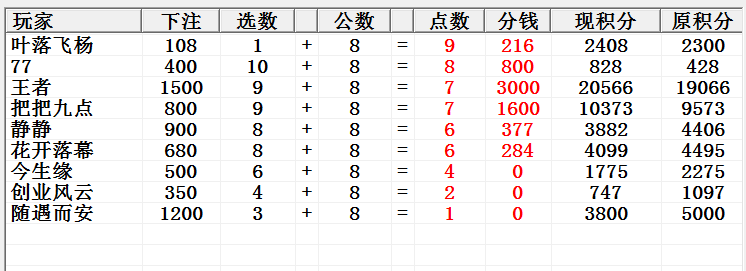 玩家 下注 选数 公数 点数 分钱 现积分 原积分
叶落飞杨 108 1 + 8 = 9 216 2408 2300
77 400 10 + 8 = 8 800 828 428
王者 1500 9 + 8 = 7 3000 20566 19066
把把九点 800 9 + 8 = 7 1600 10373 9573
静静 900 8 + 8 = 6 377 3882 4406
花开落幕 680 8 + 8 = 6 284 4099 4495
今生缘 500 6 + 8 = 4 0 1775 2275
创业风云 350 4 + 8 = 2 0 747 1097
随遇而安 1200 3 + 8 = 1 0 3800 5000